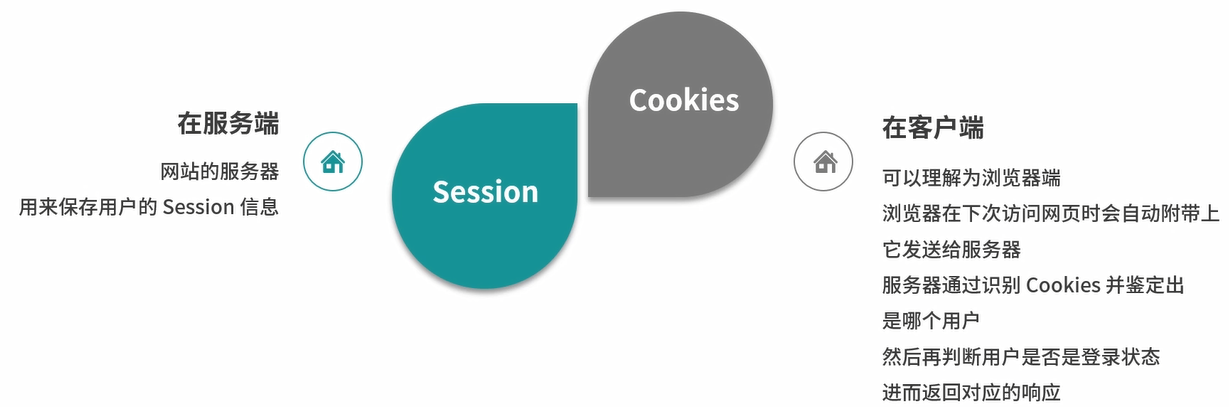 在服务端
网站的服务器
用来保存用户的 Session 信息
Session
Cookies
在客户端
可以理解为浏览器端
浏览器在下次访问网页时会自动附带上
它发送给服务器
服务器通过识别 Cookies 并鉴定出
是哪个用户
然后再判断用户是否是登录状态
进而返回对应的响应